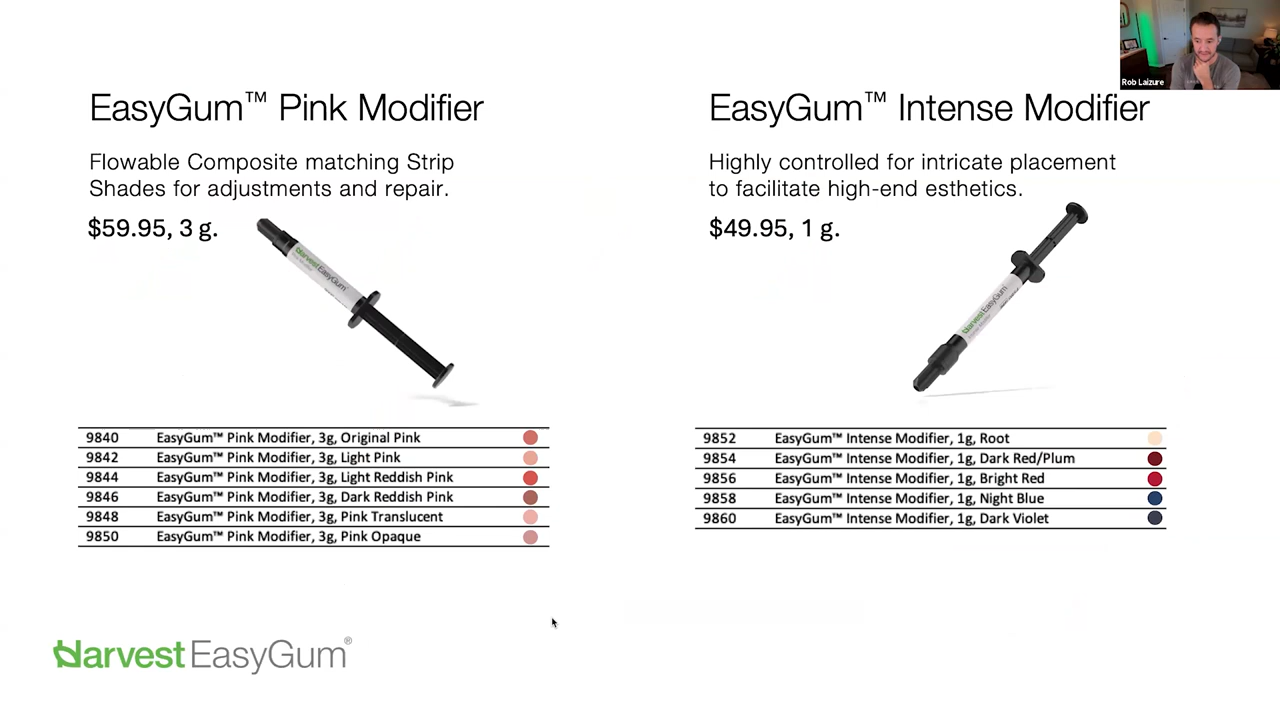 Rob Laizure
EasyGum™ Pink Modifier
Flowable Composite matching Strip
Shades for adjustments and repair.
$59.95, 3 g.
Harvest EasyGum
9840 EasyGum™ Pink Modifier, 3g, Original Pink
9842 EasyGum™ Pink Modifier, 3g, Light Pink
9844 EasyGum™ Pink Modifier, 3g, Light Reddish Pink
9846 EasyGum™ Pink Modifier, 3g, Dark Reddish Pink
9848 EasyGum™ Pink Modifier, 3g, Pink Translucent
9850 EasyGum™ Pink Modifier, 3g, Pink Opaque
EasyGum™ Intense Modifier
Highly controlled for intricate placement
to facilitate high-end esthetics.
$49.95, 1 g.
Harvest EasyGum
9852 EasyGum™ Intense Modifier, 1g, Root
9854 EasyGum™ Intense Modifier, 1g, Dark Red/Plum
9856 EasyGum™ Intense Modifier, 1g, Bright Red
9858 EasyGum™ Intense Modifier, 1g, Night Blue
9860 EasyGum™ Intense Modifier, 1g, Dark Violet
Harvest EasyGum®